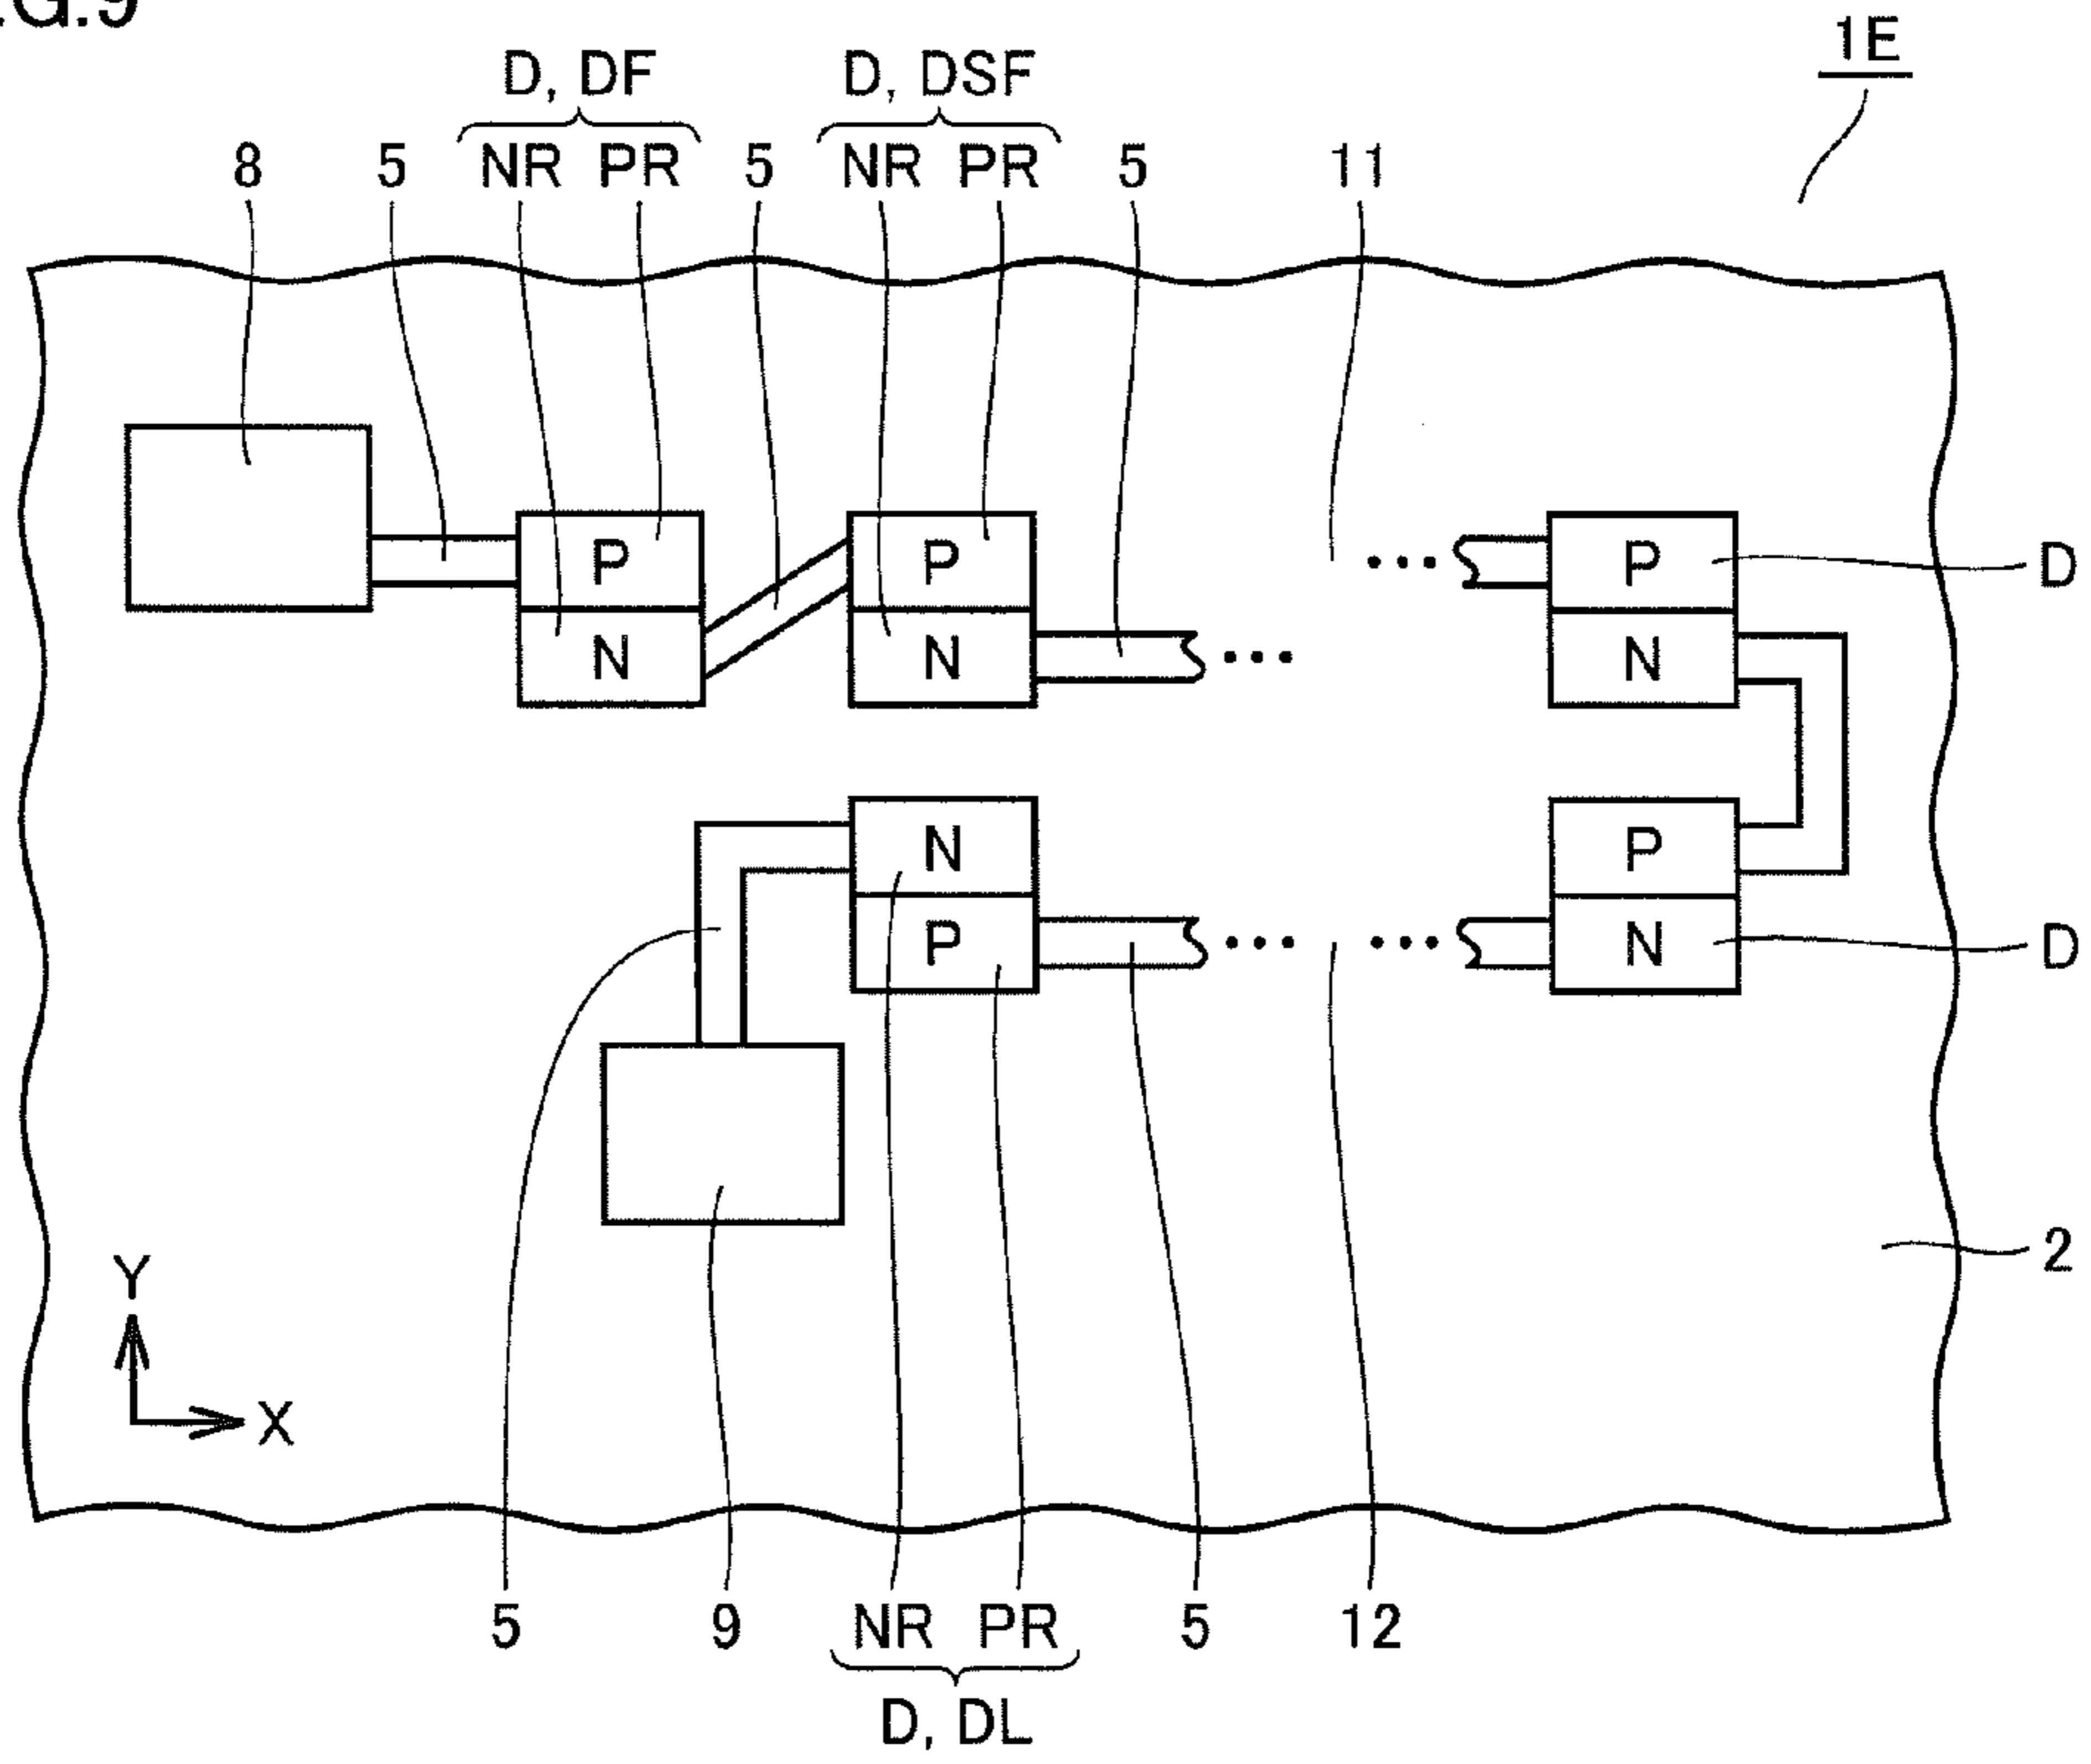 .G.9
1E
D, DF D, DSF
8 5 NR PR 5 NR PR 5 11
P P P D
N N N
N P
P N D
2
Y
X
5 9 NR PR 5 12
D, DL